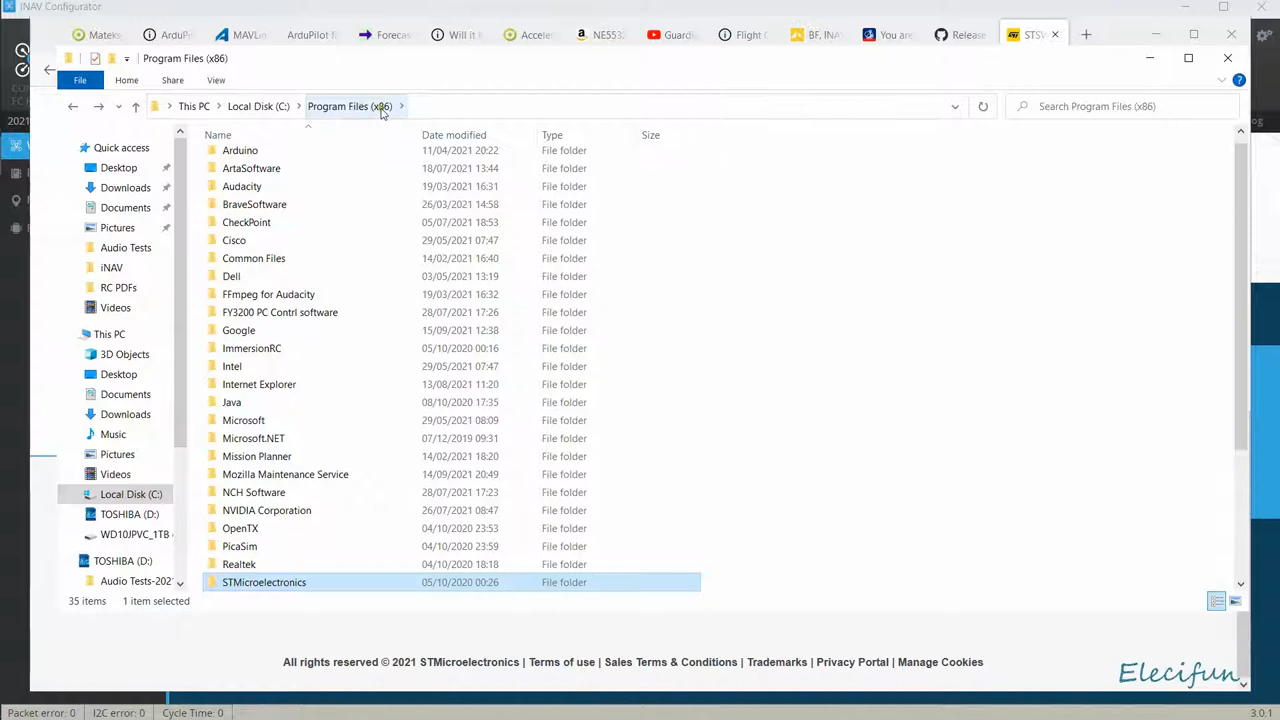 INAV Configurator
Mateks
ArduP
MAVLin
Forecas
Will it
Accele
NE553
Guardi
Flight C
BF, IN
You are
Release
STSW
Program Files (x86)
File Home Share View
This PC > Local Disk (C:) > Program Files (x86) >
Search Program Files (x86)
2021
Name Date modified Type Size
Quick access
Desktop
Downloads
Documents
Pictures
Audio Tests
iNAV
RC PDFs
Videos
This PC
3D Objects
Desktop
Documents
Downloads
Music
Pictures
Videos
Local Disk (C:)
TOSHIBA (D:)
WD10JPVC_1TB
TOSHIBA (D:)
Audio Tests-202
Arduino 11/04/2021 20:22 File folder
ArtaSoftware 18/07/2021 13:44 File folder
Audacity 19/03/2021 16:31 File folder
BraveSoftware 26/03/2021 14:58 File folder
CheckPoint 05/07/2021 18:53 File folder
Cisco 29/05/2021 07:47 File folder
Common Files 14/02/2021 16:40 File folder
Dell 03/05/2021 13:19 File folder
FFmpeg for Audacity 19/03/2021 16:32 File folder
FY3200 PC Contrl software 28/07/2021 17:26 File folder
Google 15/09/2021 12:38 File folder
ImmersionRC 05/10/2020 00:16 File folder
Intel 29/05/2021 07:47 File folder
Internet Explorer 13/08/2021 11:20 File folder
Java 08/10/2020 17:35 File folder
Microsoft 29/05/2021 08:09 File folder
Microsoft.NET 07/12/2019 09:31 File folder
Mission Planner 14/02/2021 18:20 File folder
Mozilla Maintenance Service 14/09/2021 20:49 File folder
NCH Software 28/07/2021 17:23 File folder
NVIDIA Corporation 26/07/2021 08:47 File folder
OpenTX 04/10/2020 23:53 File folder
PicaSim 04/10/2020 23:59 File folder
Realtek 04/10/2020 18:18 File folder
STMicroelectronics 05/10/2020 00:26 File folder
35 items 1 item selected
All rights reserved © 2021 STMicroelectronics | Terms of use | Sales Terms & Conditions | Trademarks | Privacy Portal | Manage Cookies
Elecifun
Packet error: 0 I2C error: 0 Cycle Time: 0 3.0.1